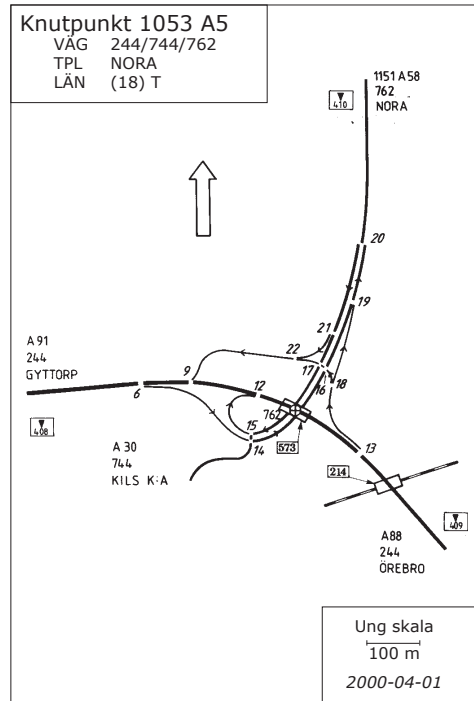 Knutpunkt 1053 A5
VÄG 244/744/762
TPL NORA
LÄN (18) T
1151 A58
762
NORA
410
20
19
21
22
17
16
18
A 91
244
GYTTORP
9
6
12
762
15
14
13
408
573
A 30
744
KILS K:A
214
409
A88
244
ÖREBRO
Ung skala
100 m
2000-04-01